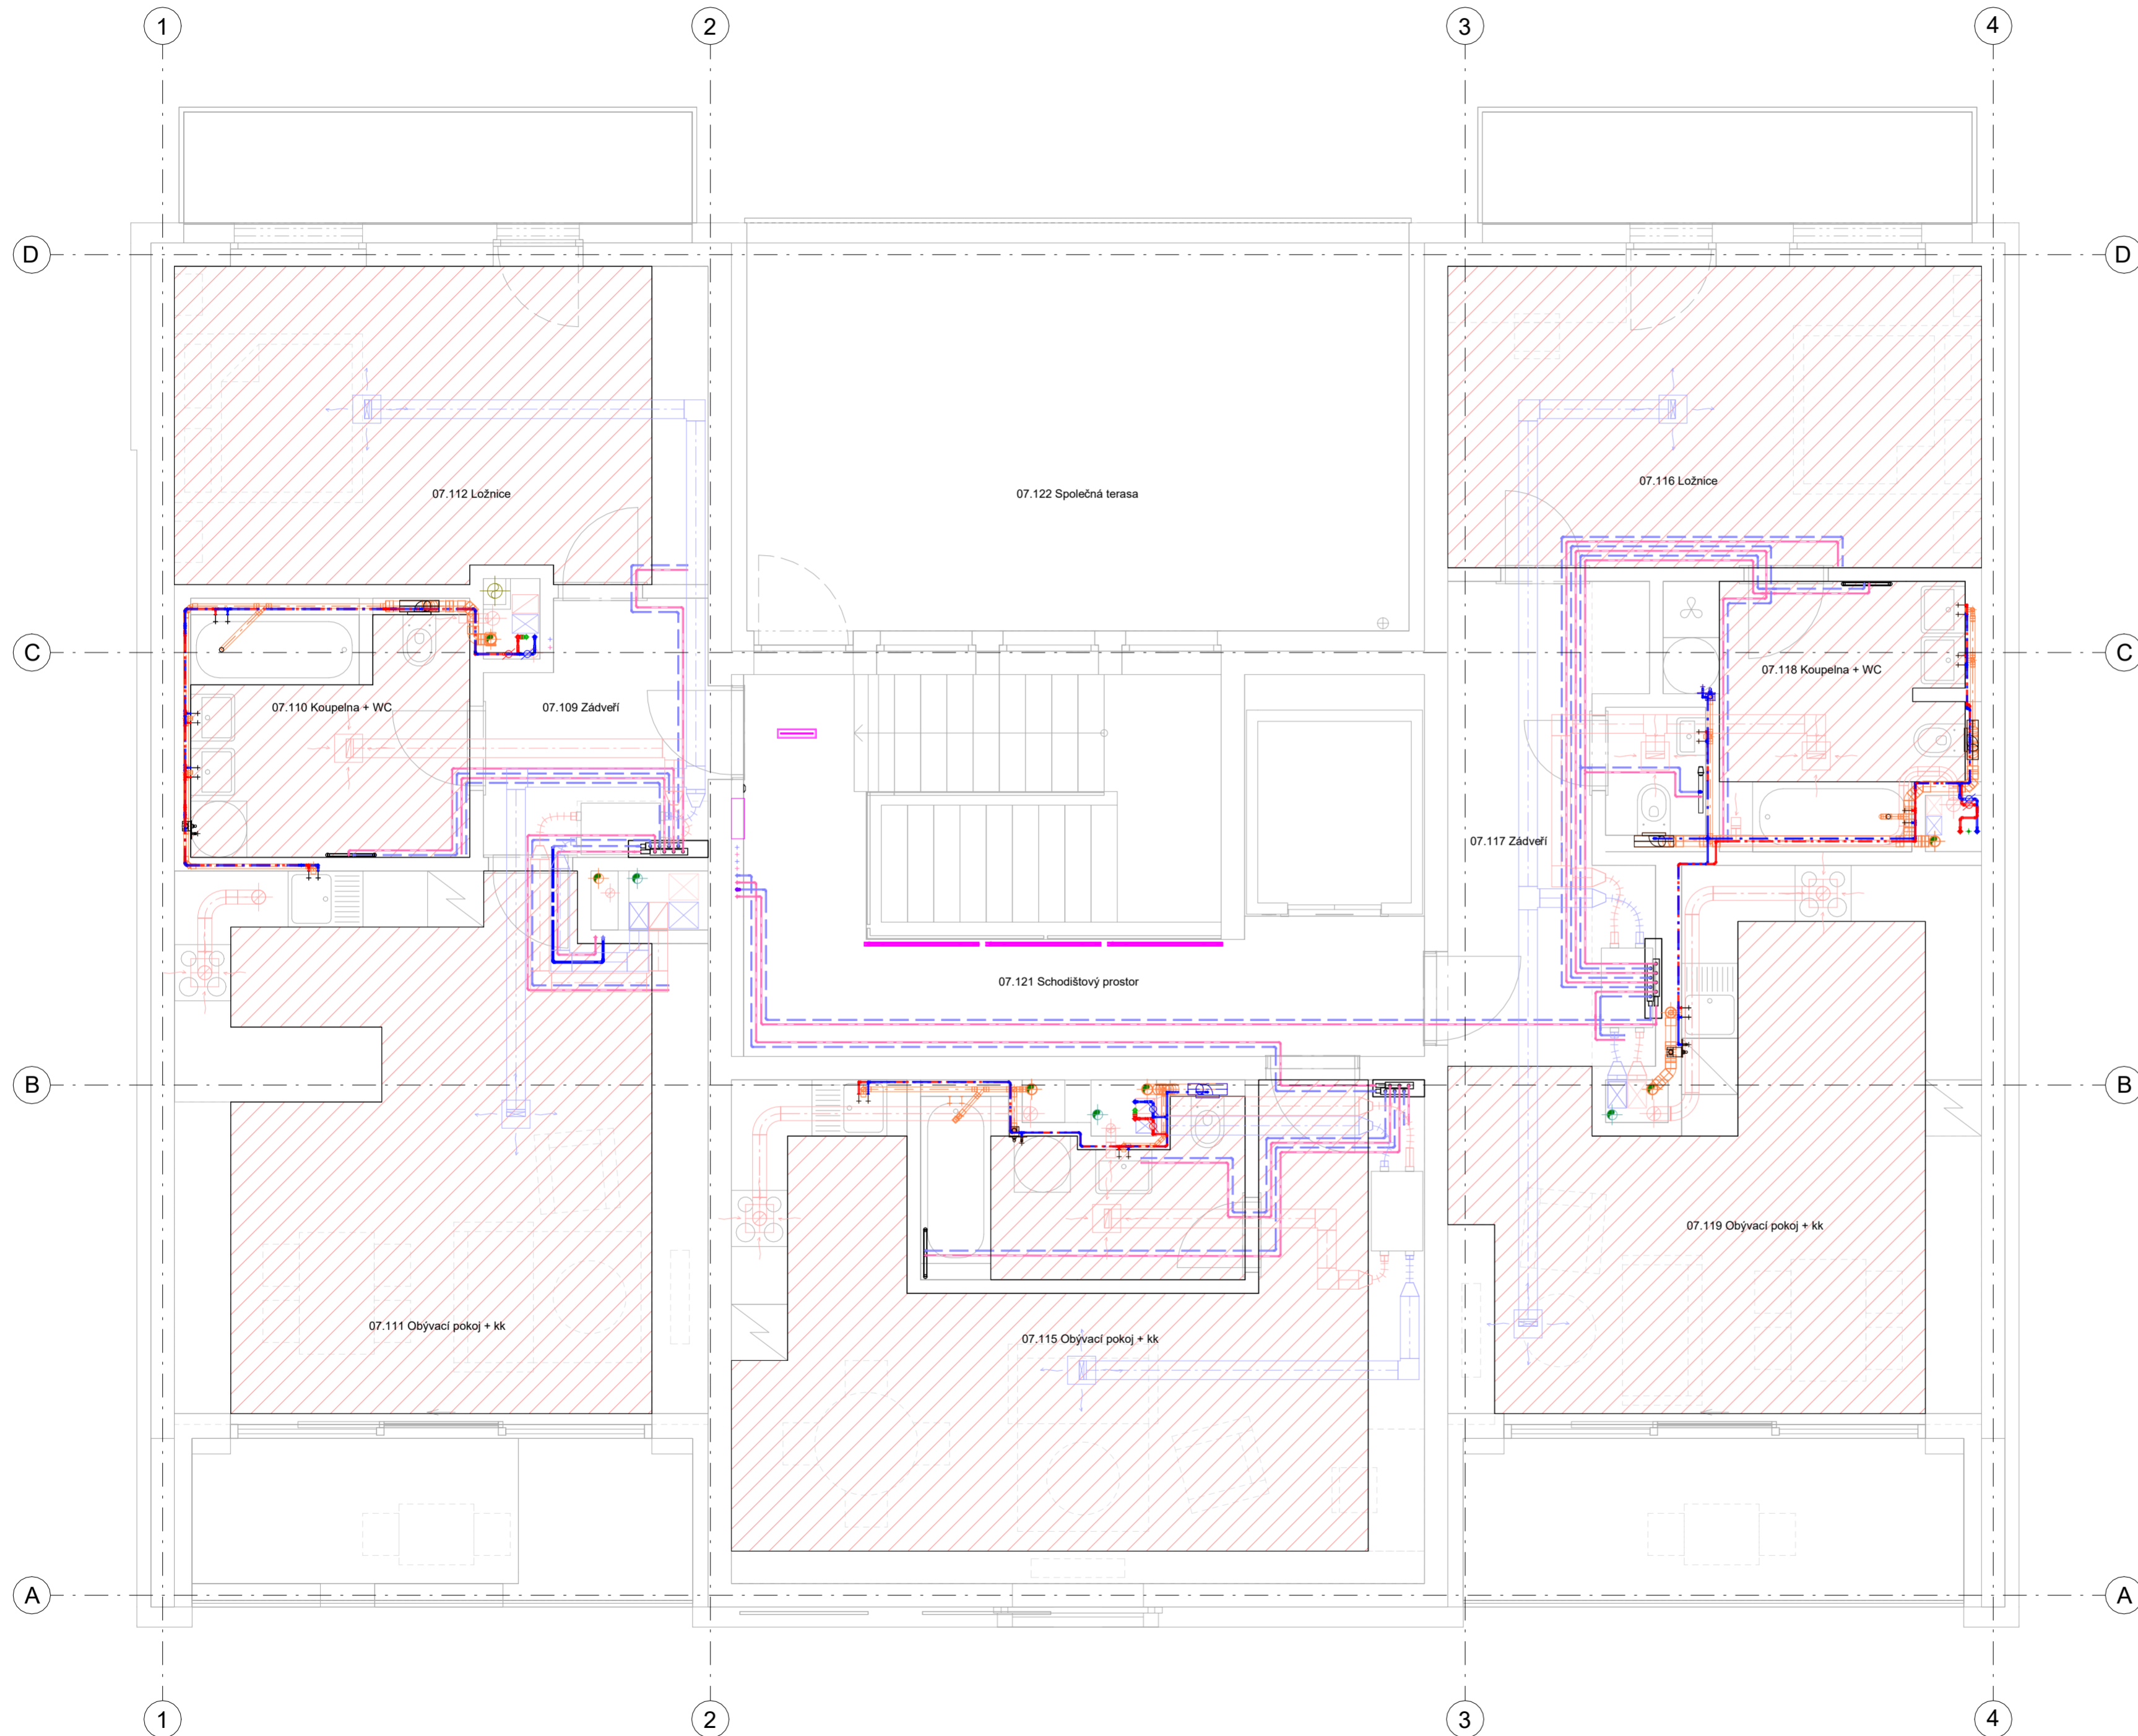 1 2 3 4
D D
07.112 Ložnice
07.122 Společná terasa
07.116 Ložnice
C C
07.118 Koupelna + WC
07.110 Koupelna + WC
07.109 Zádveří
07.117 Zádveří
07.121 Schodišťový prostor
B B
07.119 Obývací pokoj + kk
07.111 Obývací pokoj + kk
07.115 Obývací pokoj + kk
A A
1 2 3 4